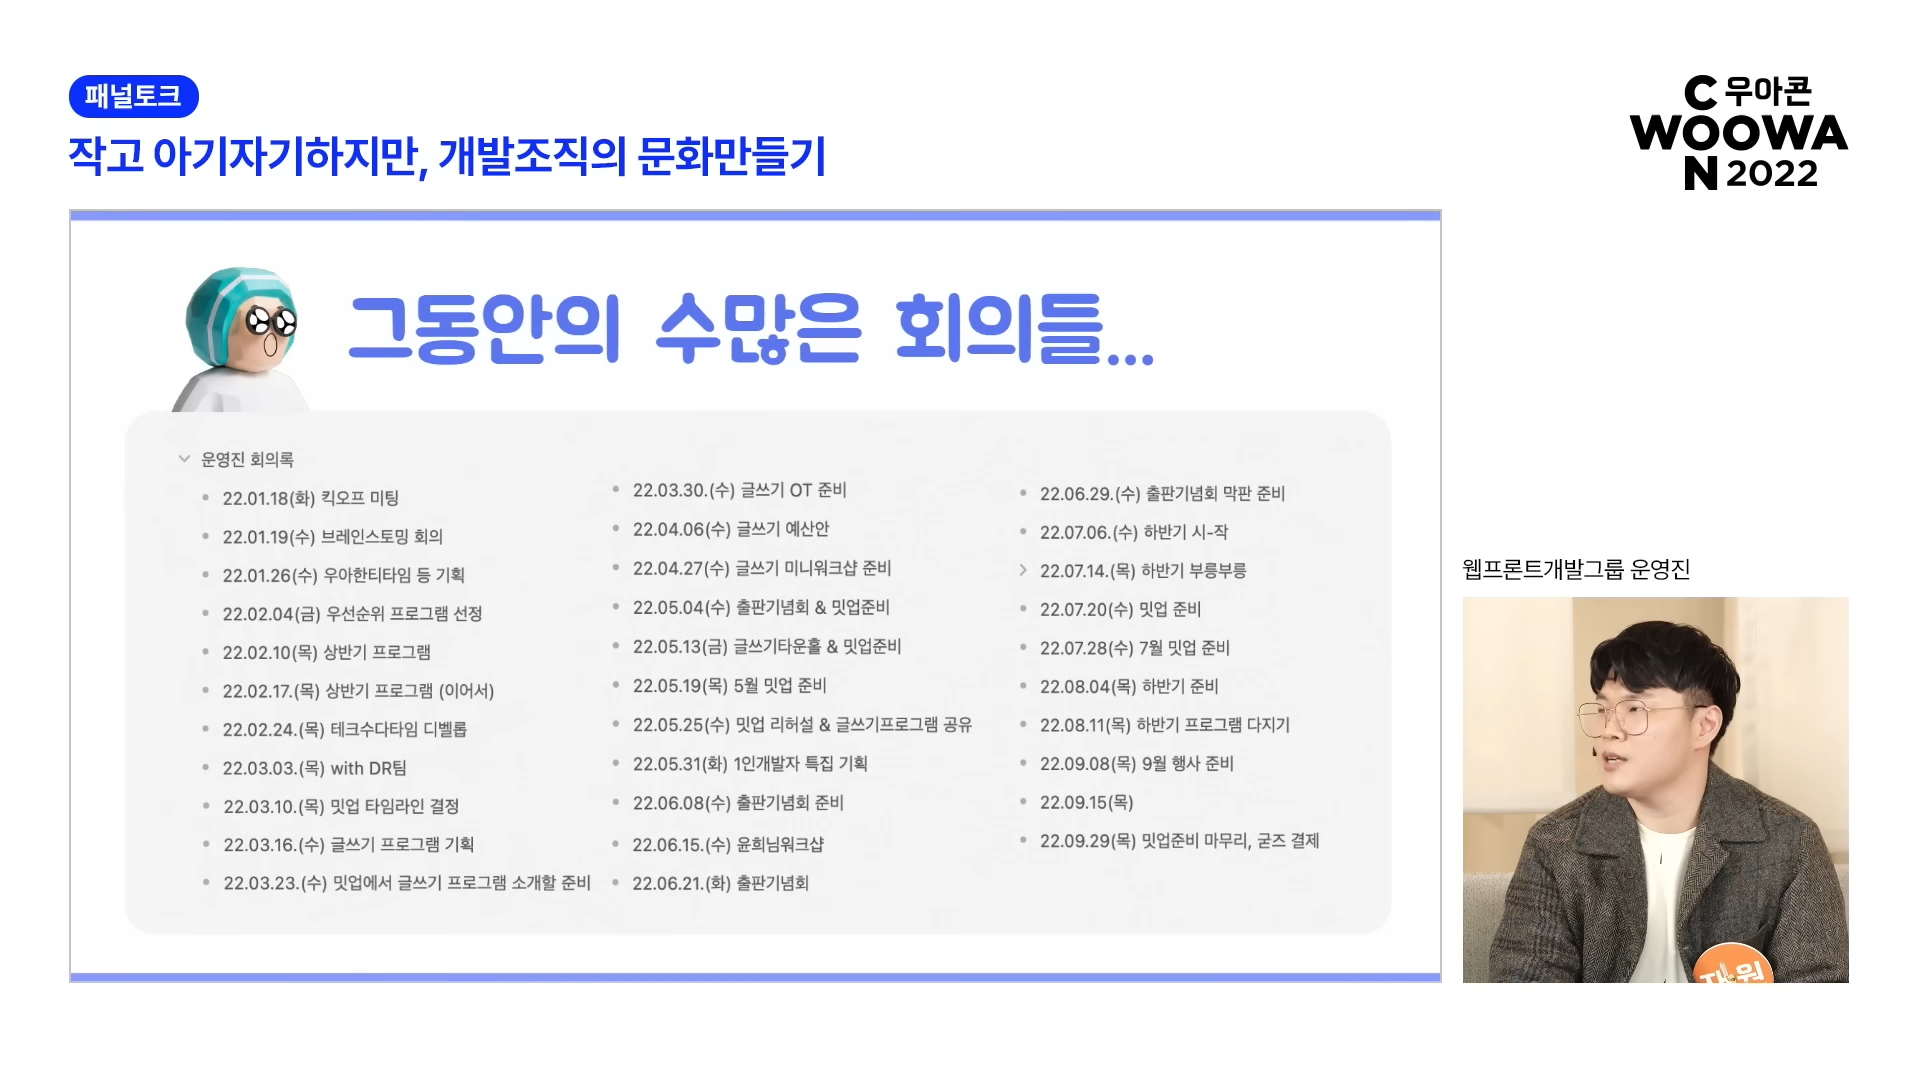 패널토크
작고 아기자기하지만, 개발조직의 문화만들기
C 우아콘
WOOWA
N 2022
그동안의 수많은 회의들...
운영진 회의록
22.01.18(화) 킥오프 미팅
22.01.19(수) 브레인스토밍 회의
22.01.26(수) 우아한티타임 등 기획
22.02.04(금) 우선순위 프로그램 선정
22.02.10(목) 상반기 프로그램
22.02.17.(목) 상반기 프로그램 (이어서)
22.02.24.(목) 테크수다타임 디벨롭
22.03.03.(목) with DR팀
22.03.10.(목) 밋업 타임라인 결정
22.03.16.(수) 글쓰기 프로그램 기획
22.03.23.(수) 밋업에서 글쓰기 프로그램 소개할 준비
22.03.30.(수) 글쓰기 OT 준비
22.04.06(수) 글쓰기 예산안
22.04.27(수) 글쓰기 미니워크샵 준비
22.05.04(수) 출판기념회 & 밋업준비
22.05.13(금) 글쓰기타운홀 & 밋업준비
22.05.19(목) 5월 밋업 준비
22.05.25(수) 밋업 리허설 & 글쓰기프로그램 공유
22.05.31(화) 1인개발자 특집 기획
22.06.08(수) 출판기념회 준비
22.06.15.(수) 윤희님워크샵
22.06.21.(화) 출판기념회
22.06.29.(수) 출판기념회 막판 준비
22.07.06.(수) 하반기 시-작
22.07.14.(목) 하반기 부릉부릉
22.07.20(수) 밋업 준비
22.07.28(수) 7월 밋업 준비
22.08.04(목) 하반기 준비
22.08.11(목) 하반기 프로그램 다지기
22.09.08(목) 9월 행사 준비
22.09.15(목)
22.09.29(목) 밋업준비 마무리, 굳즈 결제
웹프론트개발그룹 운영진